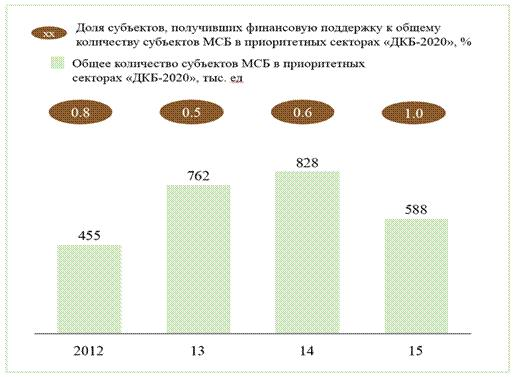 xx
Доля субъектов, получивших финансовую поддержку к общему
количеству субъектов МСБ в приоритетных секторах «ДКБ-2020», %
Общее количество субъектов МСБ в приоритетных
секторах «ДКБ-2020», тыс. ед
0.8 0.5 0.6 1.0
455 762 828 588
2012 13 14 15